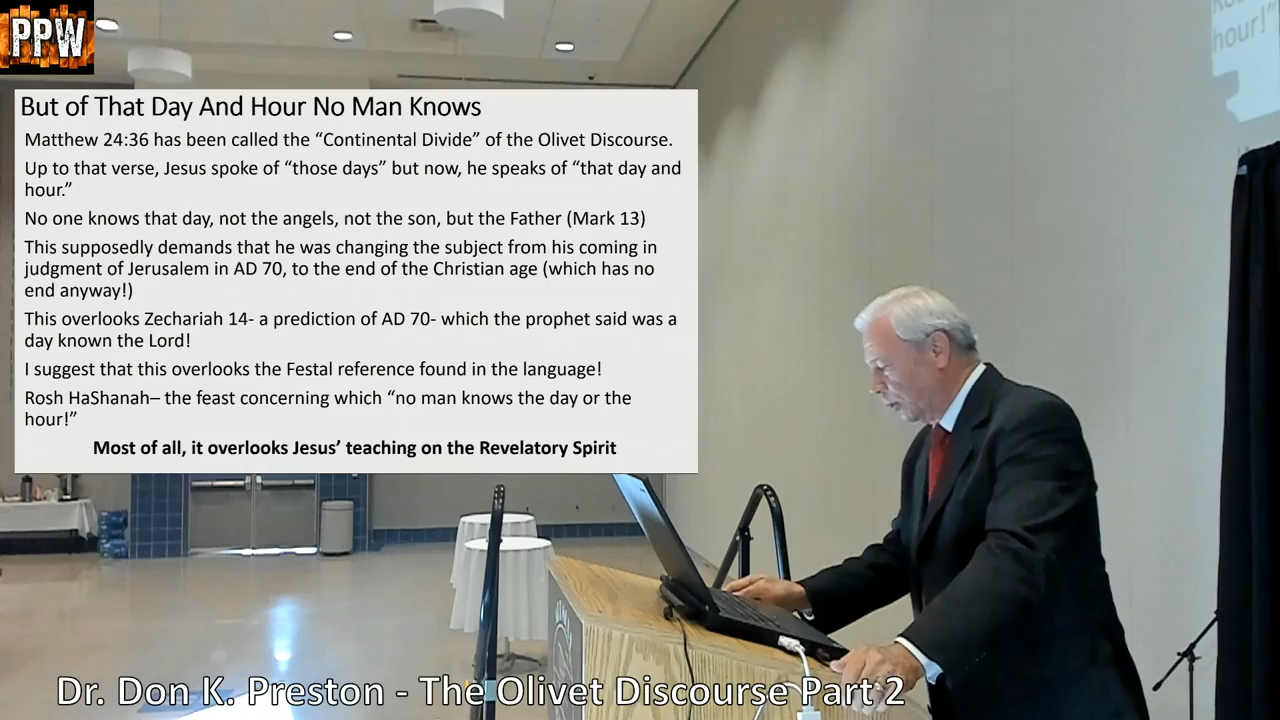 PPW
But of That Day And Hour No Man Knows
Matthew 24:36 has been called the “Continental Divide” of the Olivet Discourse.
Up to that verse, Jesus spoke of “those days” but now, he speaks of “that day and
hour.”
No one knows that day, not the angels, not the son, but the Father (Mark 13)
This supposedly demands that he was changing the subject from his coming in
judgment of Jerusalem in AD 70, to the end of the Christian age (which has no
end anyway!)
This overlooks Zechariah 14- a prediction of AD 70- which the prophet said was a
day known the Lord!
I suggest that this overlooks the Festal reference found in the language!
Rosh HaShanah– the feast concerning which “no man knows the day or the
hour!”
Most of all, it overlooks Jesus’ teaching on the Revelatory Spirit
hour!”
Dr. Don K. Preston - The Olivet Discourse Part 2